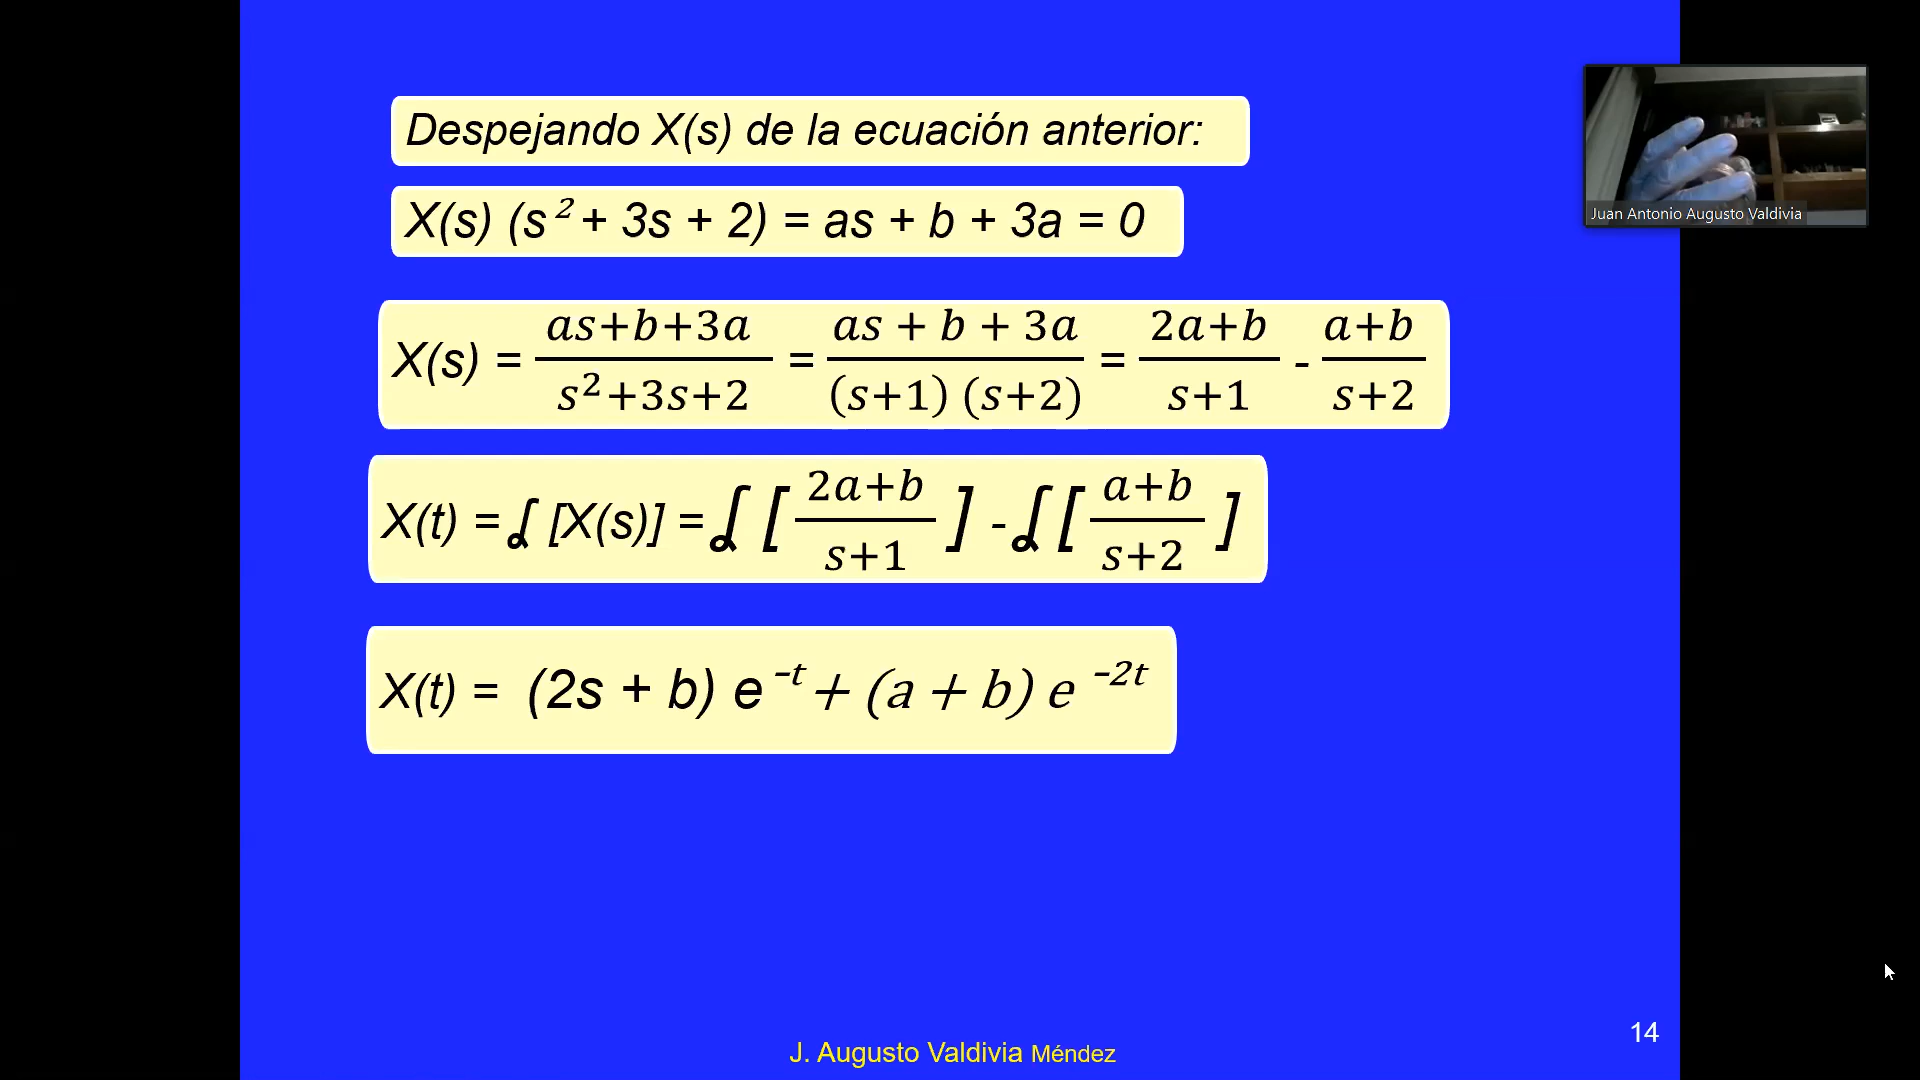 Despejando X(s) de la ecuación anterior:
Juan Antonio Augusto Valdivia
X(s) (s² + 3s + 2) = as + b + 3a = 0
X(s) = (as+b+3a)/(s²+3s+2) = (as + b + 3a)/((s+1) (s+2)) = (2a+b)/(s+1) - (a+b)/(s+2)
X(t) = ℒ [X(s)] = ℒ [ (2a+b)/(s+1) ] - ℒ [ (a+b)/(s+2) ]
X(t) = (2s + b) e⁻ᵗ + (a + b) e⁻²ᵗ
14
J. Augusto Valdivia Méndez